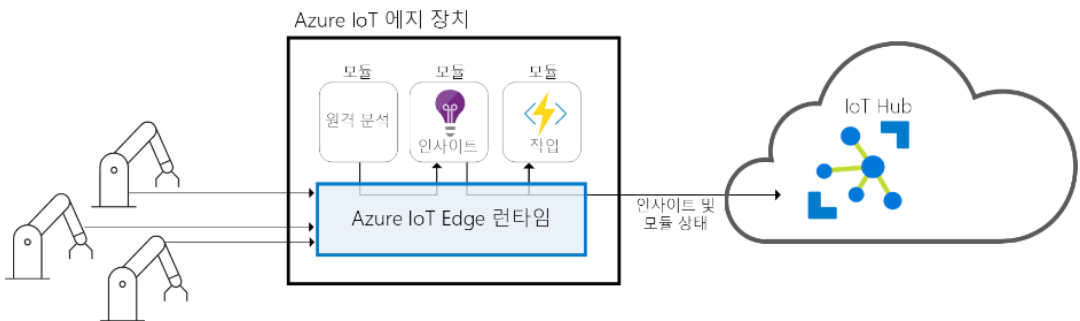 Azure IoT 에지 장치
모듈
모듈
모듈
원격 분석
인사이트
작업
Azure IoT Edge 런타임
인사이트 및
모듈 상태
IoT Hub